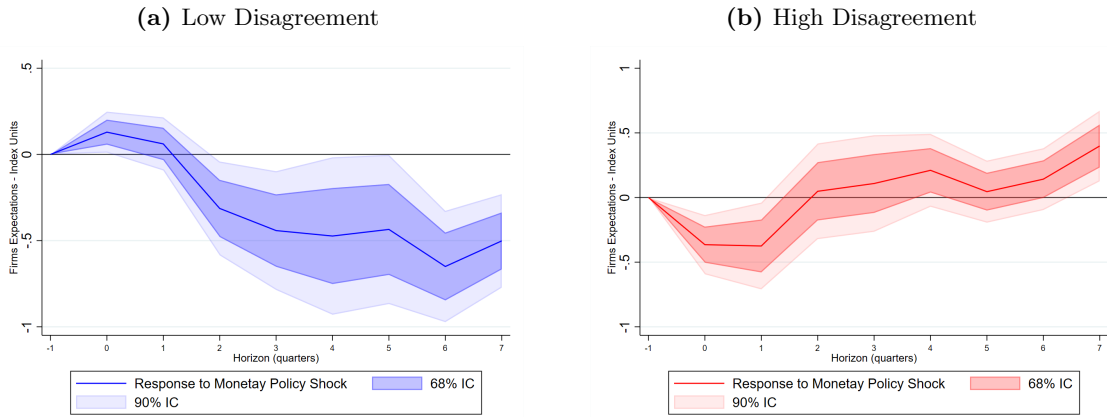 (a) Low Disagreement
Firms Expectations - Index Units
.5
0
-.5
-1
-1 0 1 2 3 4 5 6 7
Horizon (quarters)
Response to Monetay Policy Shock 68% IC
90% IC
(b) High Disagreement
Firms Expectations - Index Units
1
.5
0
-.5
-1
-1 0 1 2 3 4 5 6 7
Horizon (quarters)
Response to Monetay Policy Shock 68% IC
90% IC